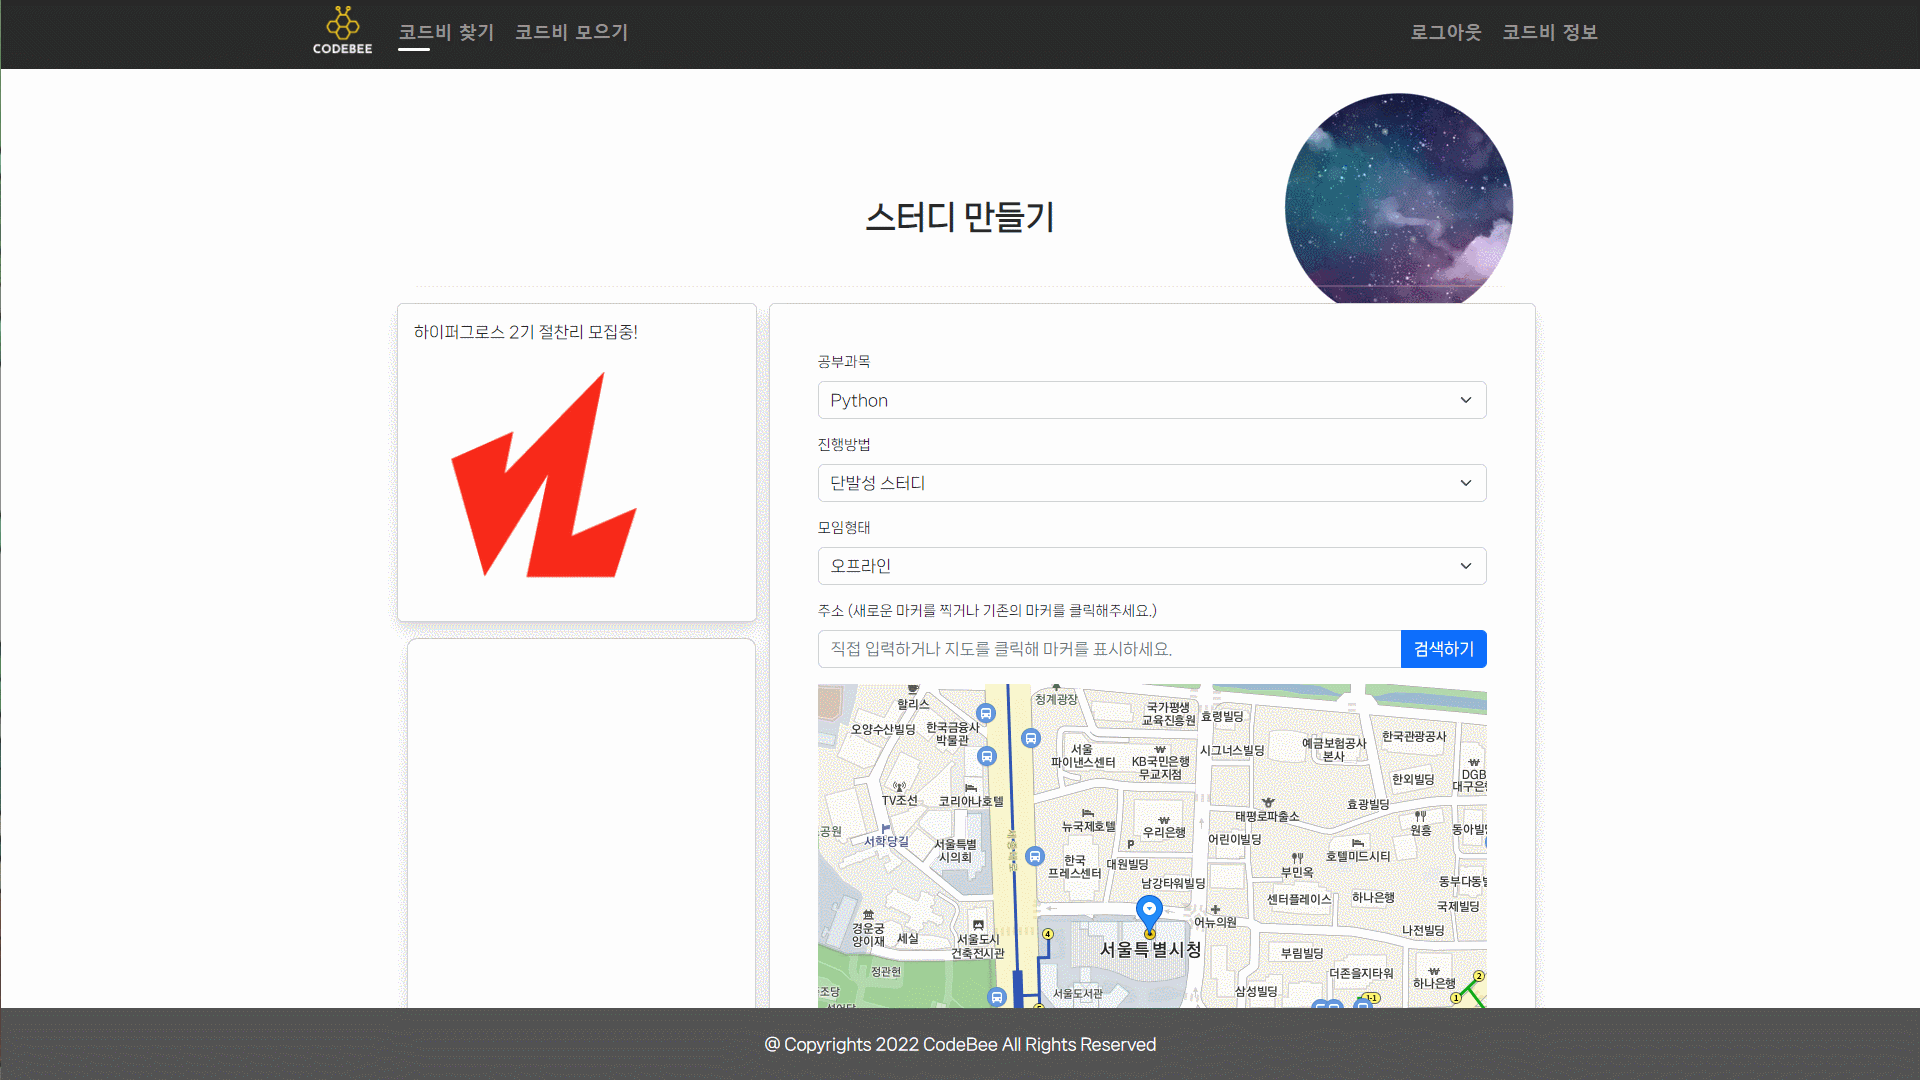 CODEBEE
코드비 찾기
코드비 모으기
로그아웃
코드비 정보
스터디 만들기
하이퍼그로스 2기 절찬리 모집중!
공부과목
Python
진행방법
단발성 스터디
모임형태
오프라인
주소 (새로운 마커를 찍거나 기존의 마커를 클릭해주세요.)
직접 입력하거나 지도를 클릭해 마커를 표시하세요.
검색하기
할리스
청계광장
국가평생
교육진흥원
효령빌딩
오양수산빌딩
한국금융사
박물관
서울
파이낸스센터
KB국민은행
무교지점
시그너스빌딩
예금보험공사
본사
한국관광공사
한외빌딩
DGB
대구은행
TV조선
코리아나호텔
효광빌딩
태평로파출소
공원
서학당길
서울특별
시의회
뉴국제호텔
우리은행
P
어린이빌딩
원흥
동아빌딩
한국
프레스센터
대원빌딩
호텔미드시티
부민옥
남강타워빌딩
동부다동빌딩
센터플레이스
하나은행
국제빌딩
경운궁
양이재
세실
서울도시
건축전시관
4
서울특별시청
어뉴의원
나전빌딩
부림빌딩
정관헌
더존을지타워
하나은행
2
조당
서울도서관
삼성빌딩
1-1
1
@ Copyrights 2022 CodeBee All Rights Reserved